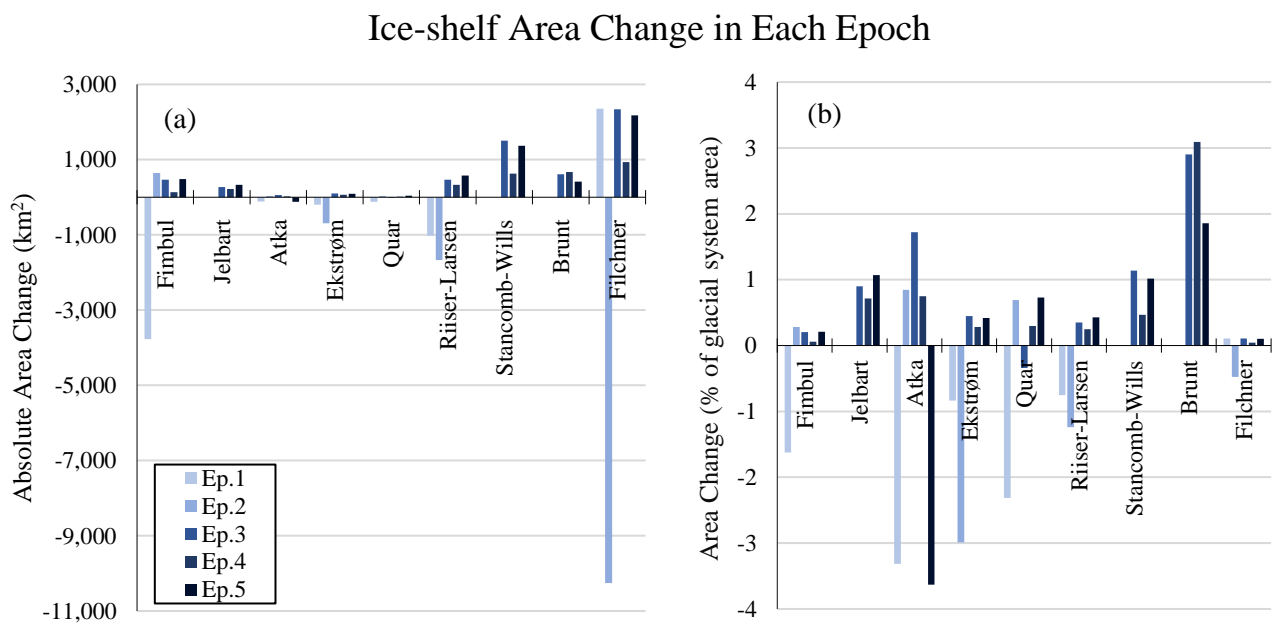 Ice-shelf Area Change in Each Epoch
(a)
Absolute Area Change (km²)
3,000
1,000
-1,000
-3,000
-5,000
-7,000
-9,000
-11,000
Fimbul
Jelbart
Atka
Ekstrøm
Quar
Riiser-Larsen
Stancomb-Wills
Brunt
Filchner
Ep.1
Ep.2
Ep.3
Ep.4
Ep.5
(b)
Area Change (% of glacial system area)
4
3
2
1
0
-1
-2
-3
-4
Fimbul
Jelbart
Atka
Ekstrøm
Quar
Riiser-Larsen
Stancomb-Wills
Brunt
Filchner